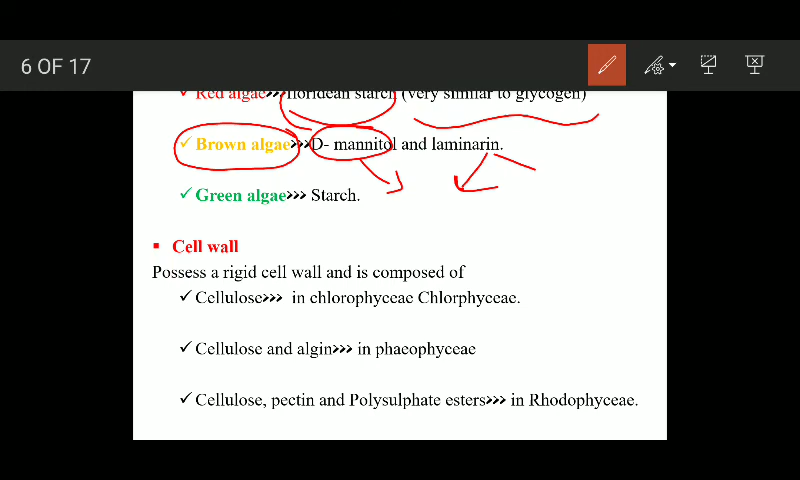 6 OF 17
✓ Red algae››› floridean starch (very similar to glycogen)
✓ Brown algae›››D- mannitol and laminarin.
✓ Green algae››› Starch.
▪ Cell wall
Possess a rigid cell wall and is composed of
✓ Cellulose››› in chlorophyceae Chlorphyceae.
✓ Cellulose and algin››› in phaeophyceae
✓ Cellulose, pectin and Polysulphate esters››› in Rhodophyceae.